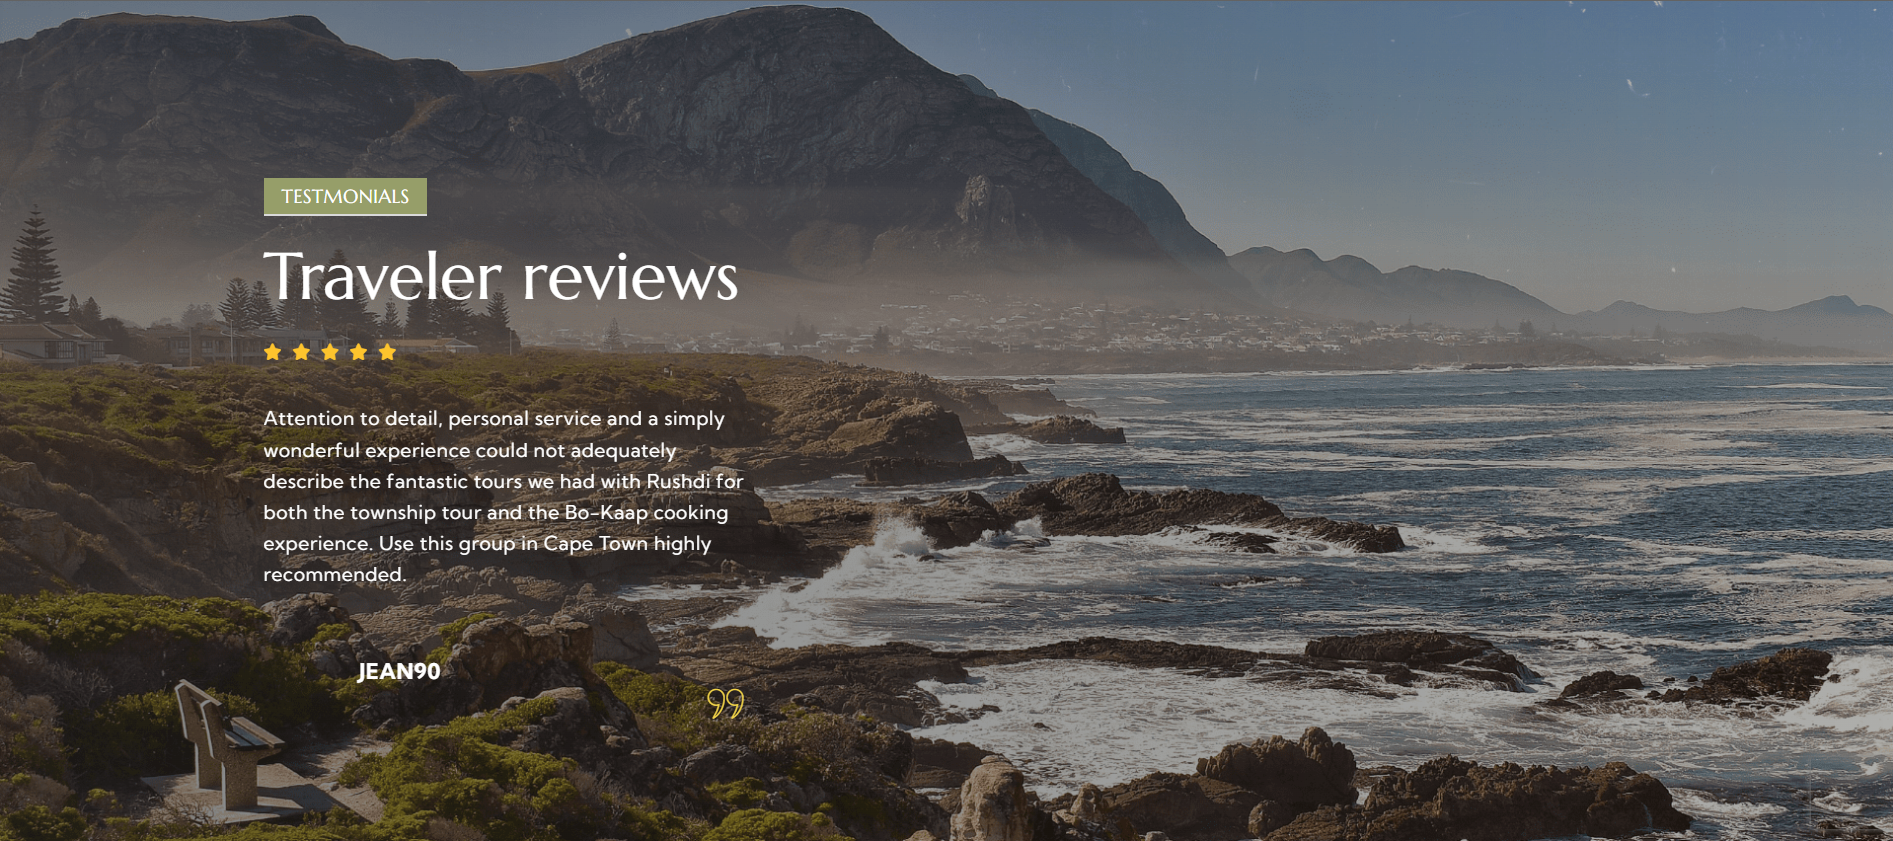 TESTMONIALS
Traveler reviews
Attention to detail, personal service and a simply
wonderful experience could not adequately
describe the fantastic tours we had with Rushdi for
both the township tour and the Bo-Kaap cooking
experience. Use this group in Cape Town highly
recommended.
JEAN90